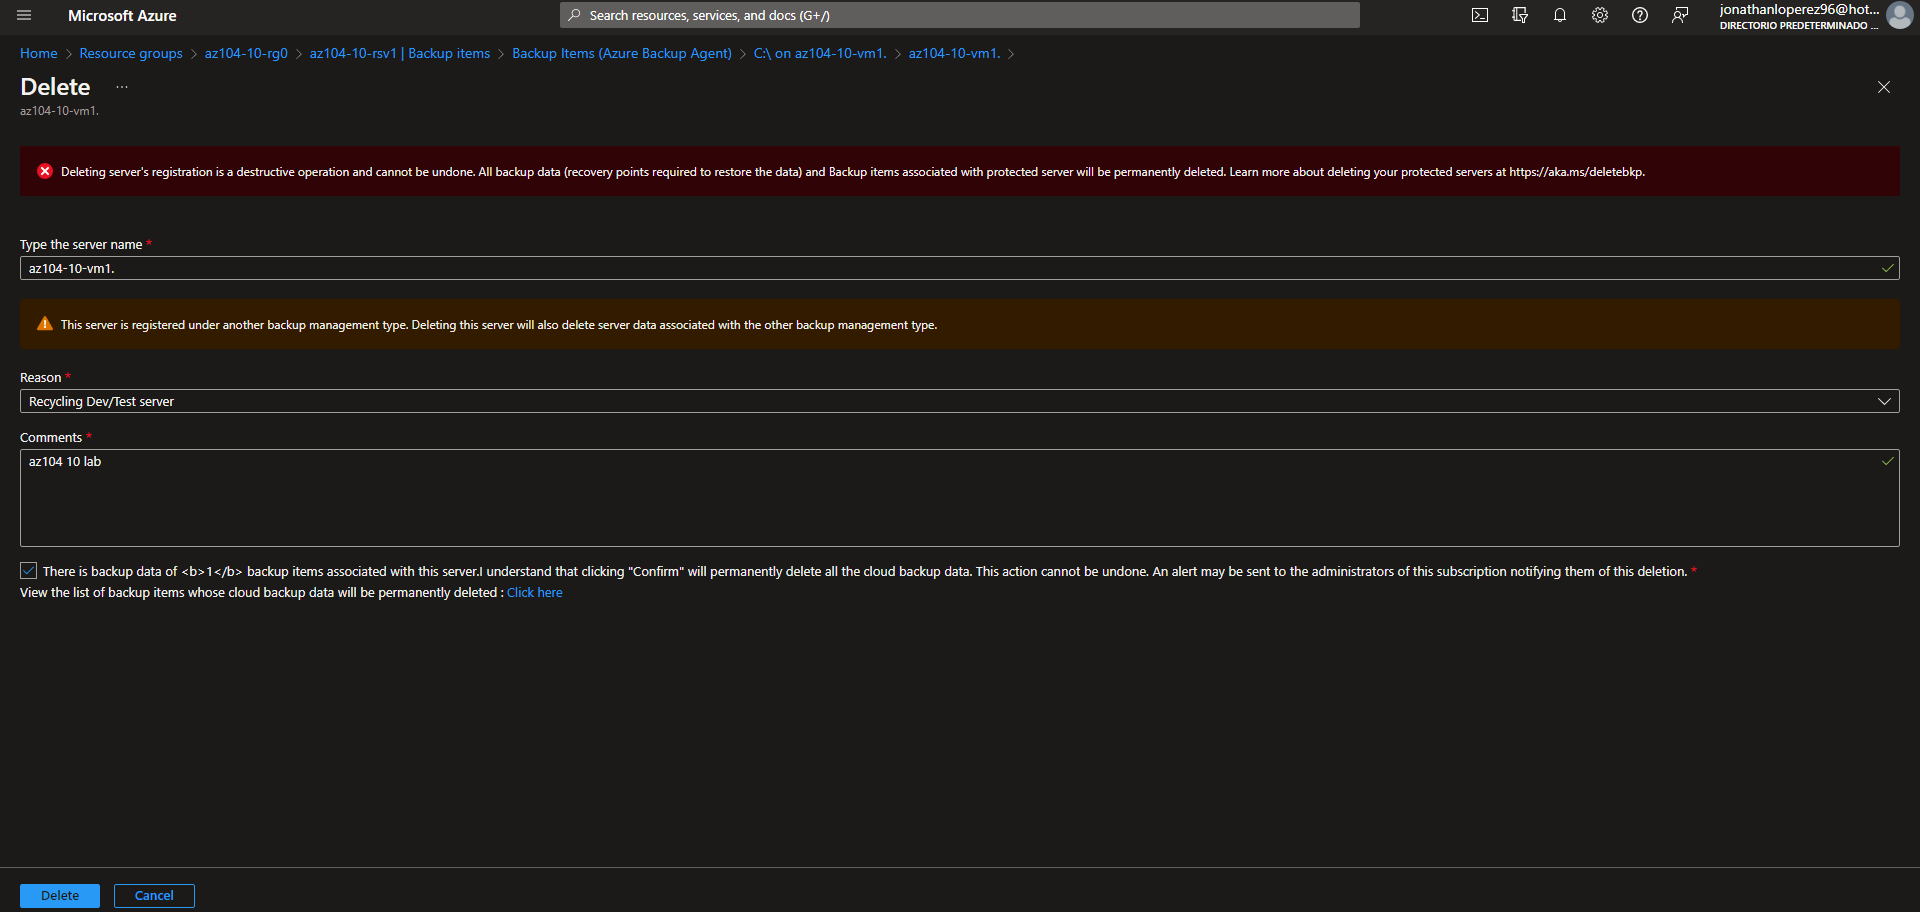 Microsoft Azure
Search resources, services, and docs (G+/)
jonathanloperez96@hot...
DIRECTORIO PREDETERMINADO ...
Home > Resource groups > az104-10-rg0 > az104-10-rsv1 | Backup items > Backup Items (Azure Backup Agent) > C:\ on az104-10-vm1. > az104-10-vm1. >
Delete ...
az104-10-vm1.
Deleting server's registration is a destructive operation and cannot be undone. All backup data (recovery points required to restore the data) and Backup items associated with protected server will be permanently deleted. Learn more about deleting your protected servers at https://aka.ms/deletebkp.
Type the server name *
az104-10-vm1.
This server is registered under another backup management type. Deleting this server will also delete server data associated with the other backup management type.
Reason *
Recycling Dev/Test server
Comments *
az104 10 lab
There is backup data of <b>1</b> backup items associated with this server.I understand that clicking "Confirm" will permanently delete all the cloud backup data. This action cannot be undone. An alert may be sent to the administrators of this subscription notifying them of this deletion. *
View the list of backup items whose cloud backup data will be permanently deleted : Click here
Delete
Cancel